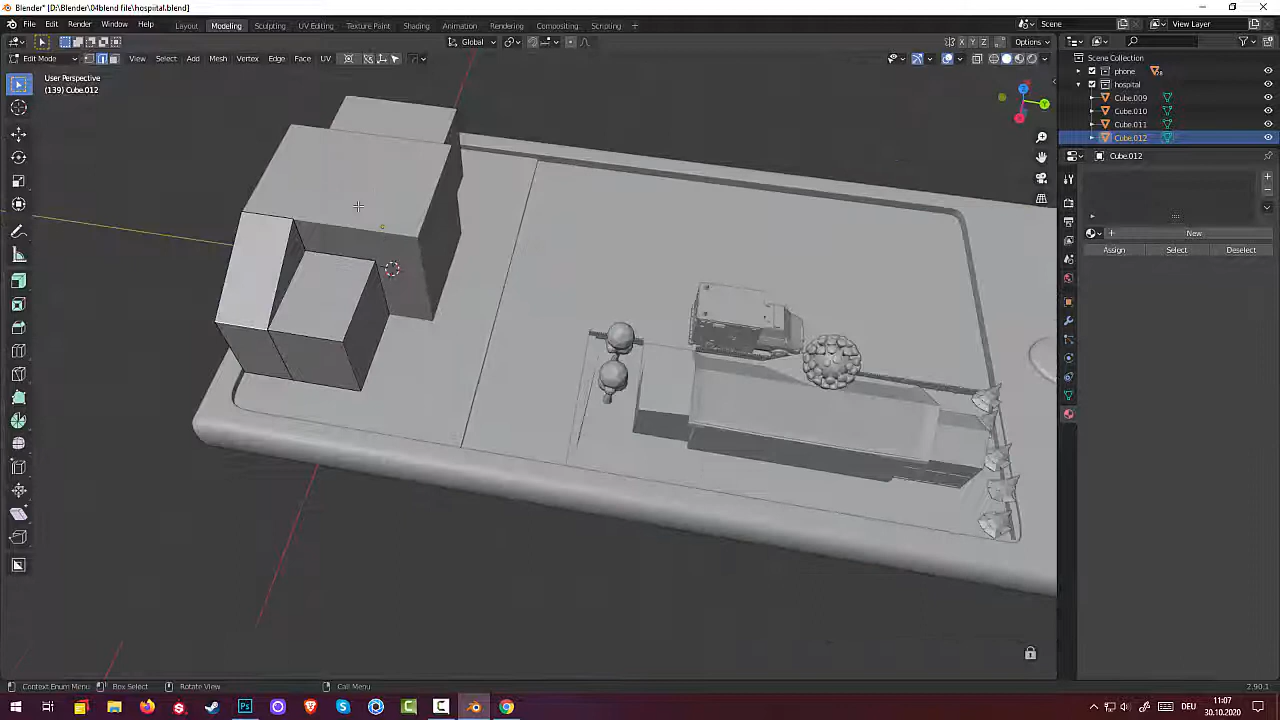 Blender* [D:\Blender\04blend file\hospital.blend]
File Edit Render Window Help Layout Modeling Sculpting UV Editing Texture Paint Shading Animation Rendering Compositing Scripting Scene View Layer
Global X Y Z Options
Edit Mode View Select Add Mesh Vertex Edge Face UV
User Perspective
(139) Cube.012
Scene Collection
phone
hospital
Cube.009
Cube.010
Cube.011
Cube.012
Cube.012
New
Assign Select Deselect
Context Enum Menu Box Select Rotate View Call Menu 2.90.1
DEU 11:07
30.10.2020